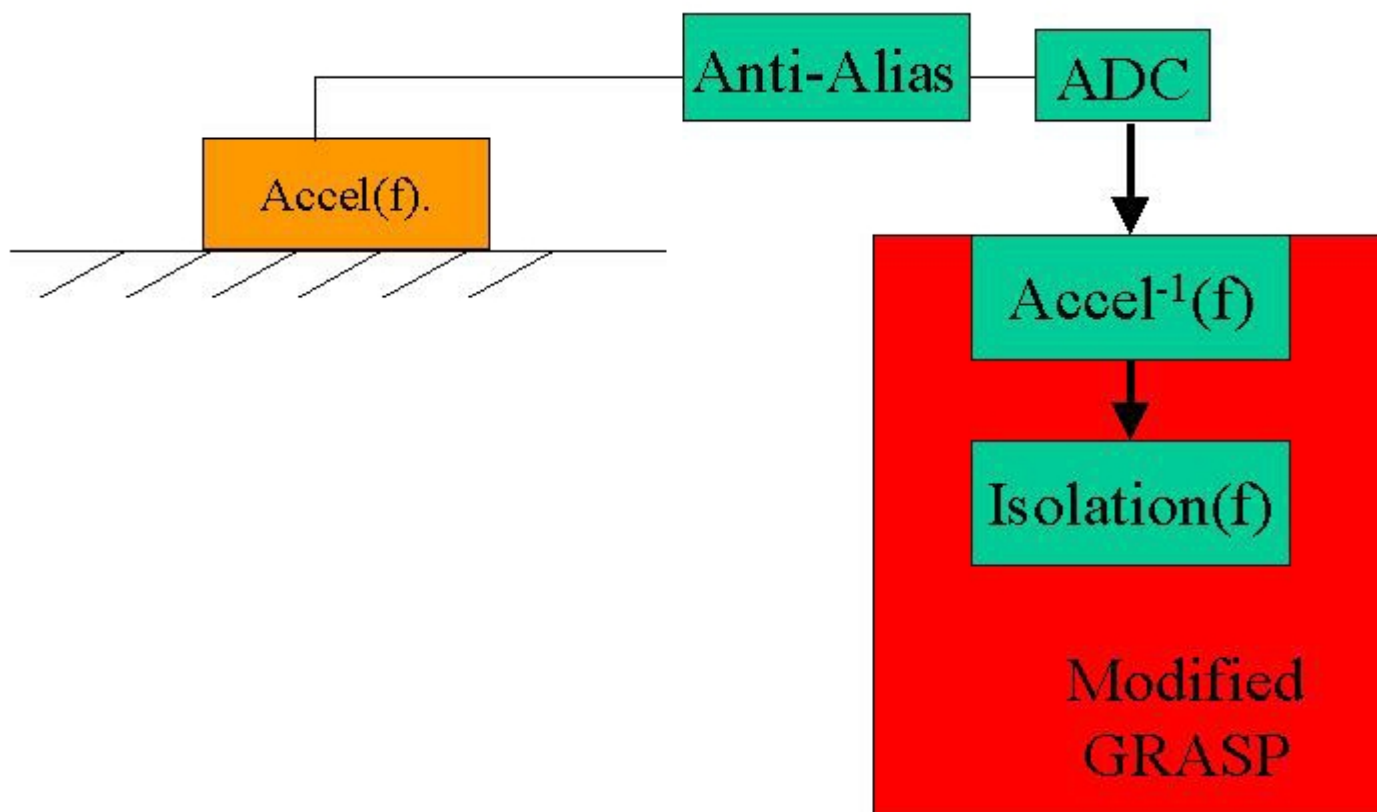 Anti-Alias
ADC
Accel(f).
Accel⁻¹(f)
Isolation(f)
Modified
GRASP